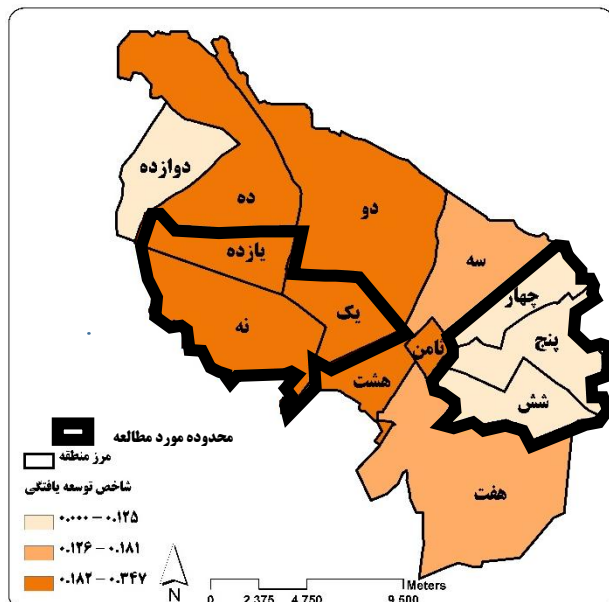 دوازده
ده
دو
سه
یازده
چهار
یک
نه
ثامن
پنج
هشت
شش
هفت
محدوده مورد مطالعه
مرز منطقه
شاخص توسعه یافتگی
۰.۰۰۰ – ۰.۱۲۵
۰.۱۲۶ – ۰.۱۸۱
۰.۱۸۲ – ۰.۳۴۷
N
Meters
0 2,375 4,750 9,500